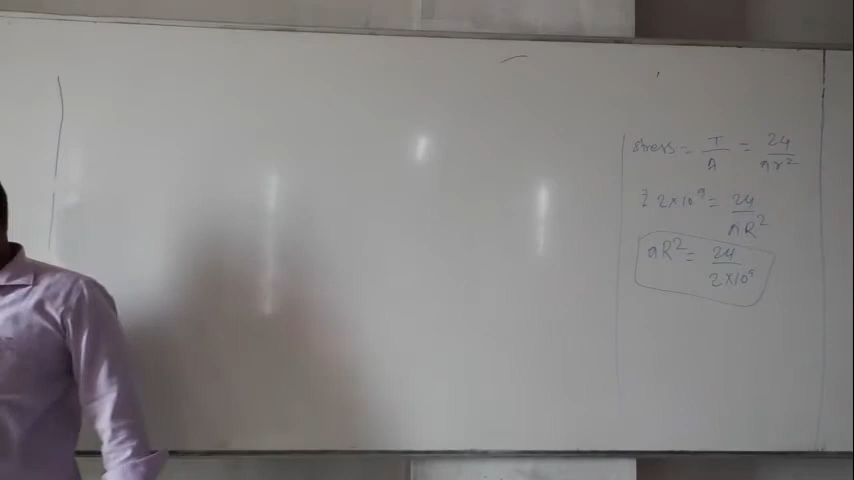 stress = T/A = 24/πr²
2×10⁹ = 24/πR²
πR² = 24/2×10⁹